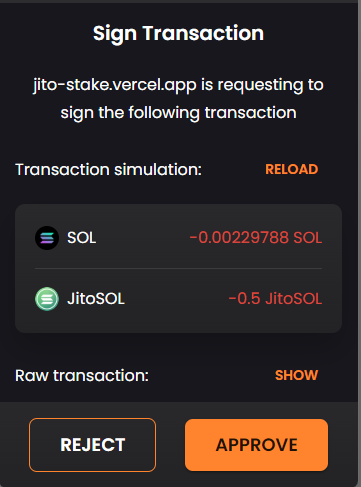 Sign Transaction
jito-stake.vercel.app is requesting to
sign the following transaction
Transaction simulation: RELOAD
SOL -0.00229788 SOL
JitoSOL -0.5 JitoSOL
Raw transaction: SHOW
REJECT APPROVE